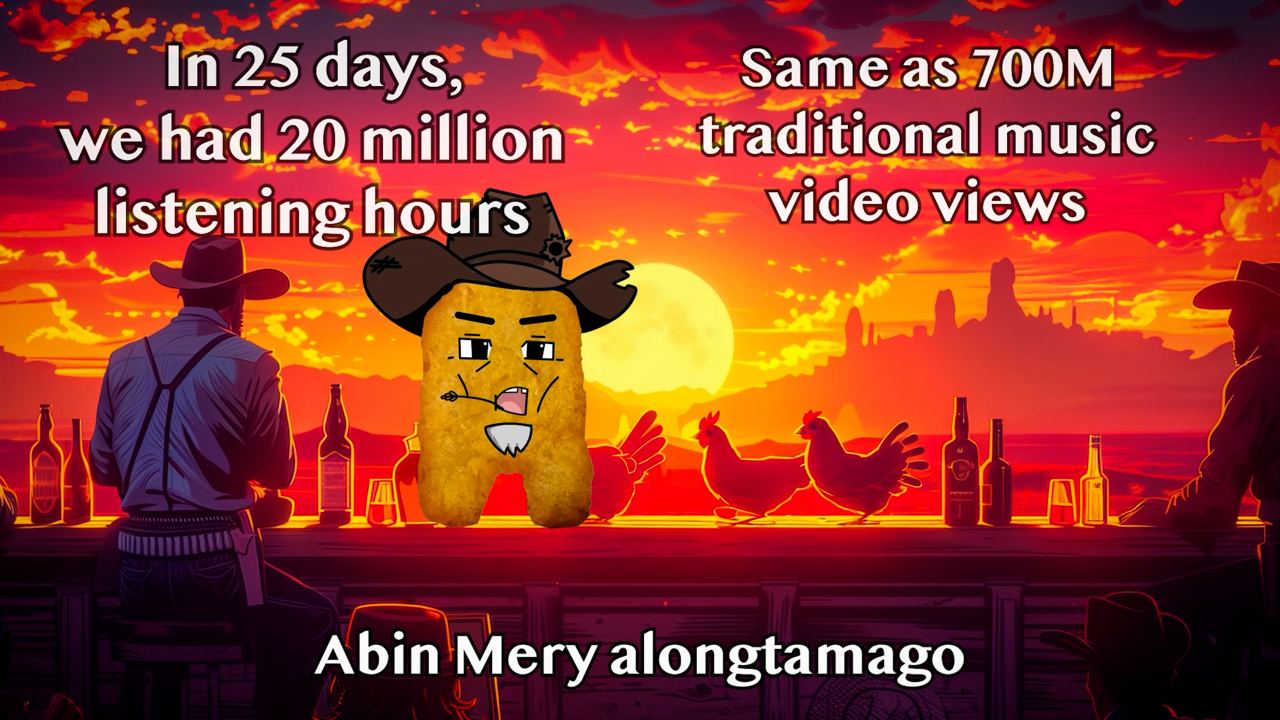 In 25 days,
we had 20 million
listening hours
Same as 700M
traditional music
video views
Abin Mery alongtamago